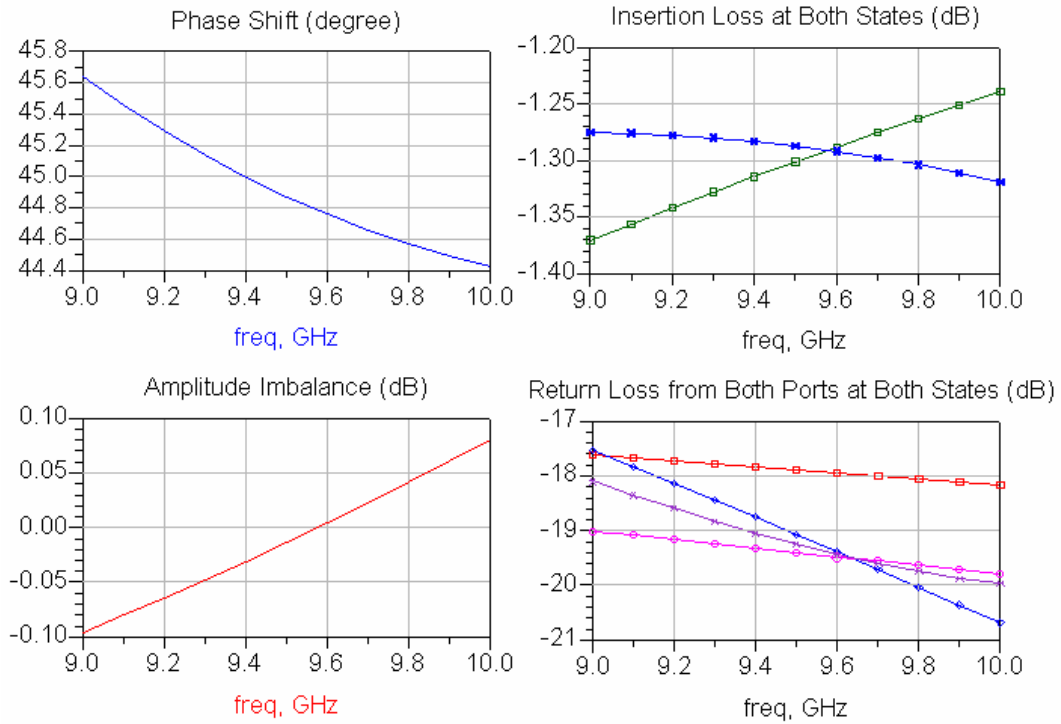 Phase Shift (degree)
45.8
45.6
45.4
45.2
45.0
44.8
44.6
44.4
9.0 9.2 9.4 9.6 9.8 10.0
freq, GHz
Insertion Loss at Both States (dB)
-1.20
-1.25
-1.30
-1.35
-1.40
9.0 9.2 9.4 9.6 9.8 10.0
freq, GHz
Amplitude Imbalance (dB)
0.10
0.05
0.00
-0.05
-0.10
9.0 9.2 9.4 9.6 9.8 10.0
freq, GHz
Return Loss from Both Ports at Both States (dB)
-17
-18
-19
-20
-21
9.0 9.2 9.4 9.6 9.8 10.0
freq, GHz